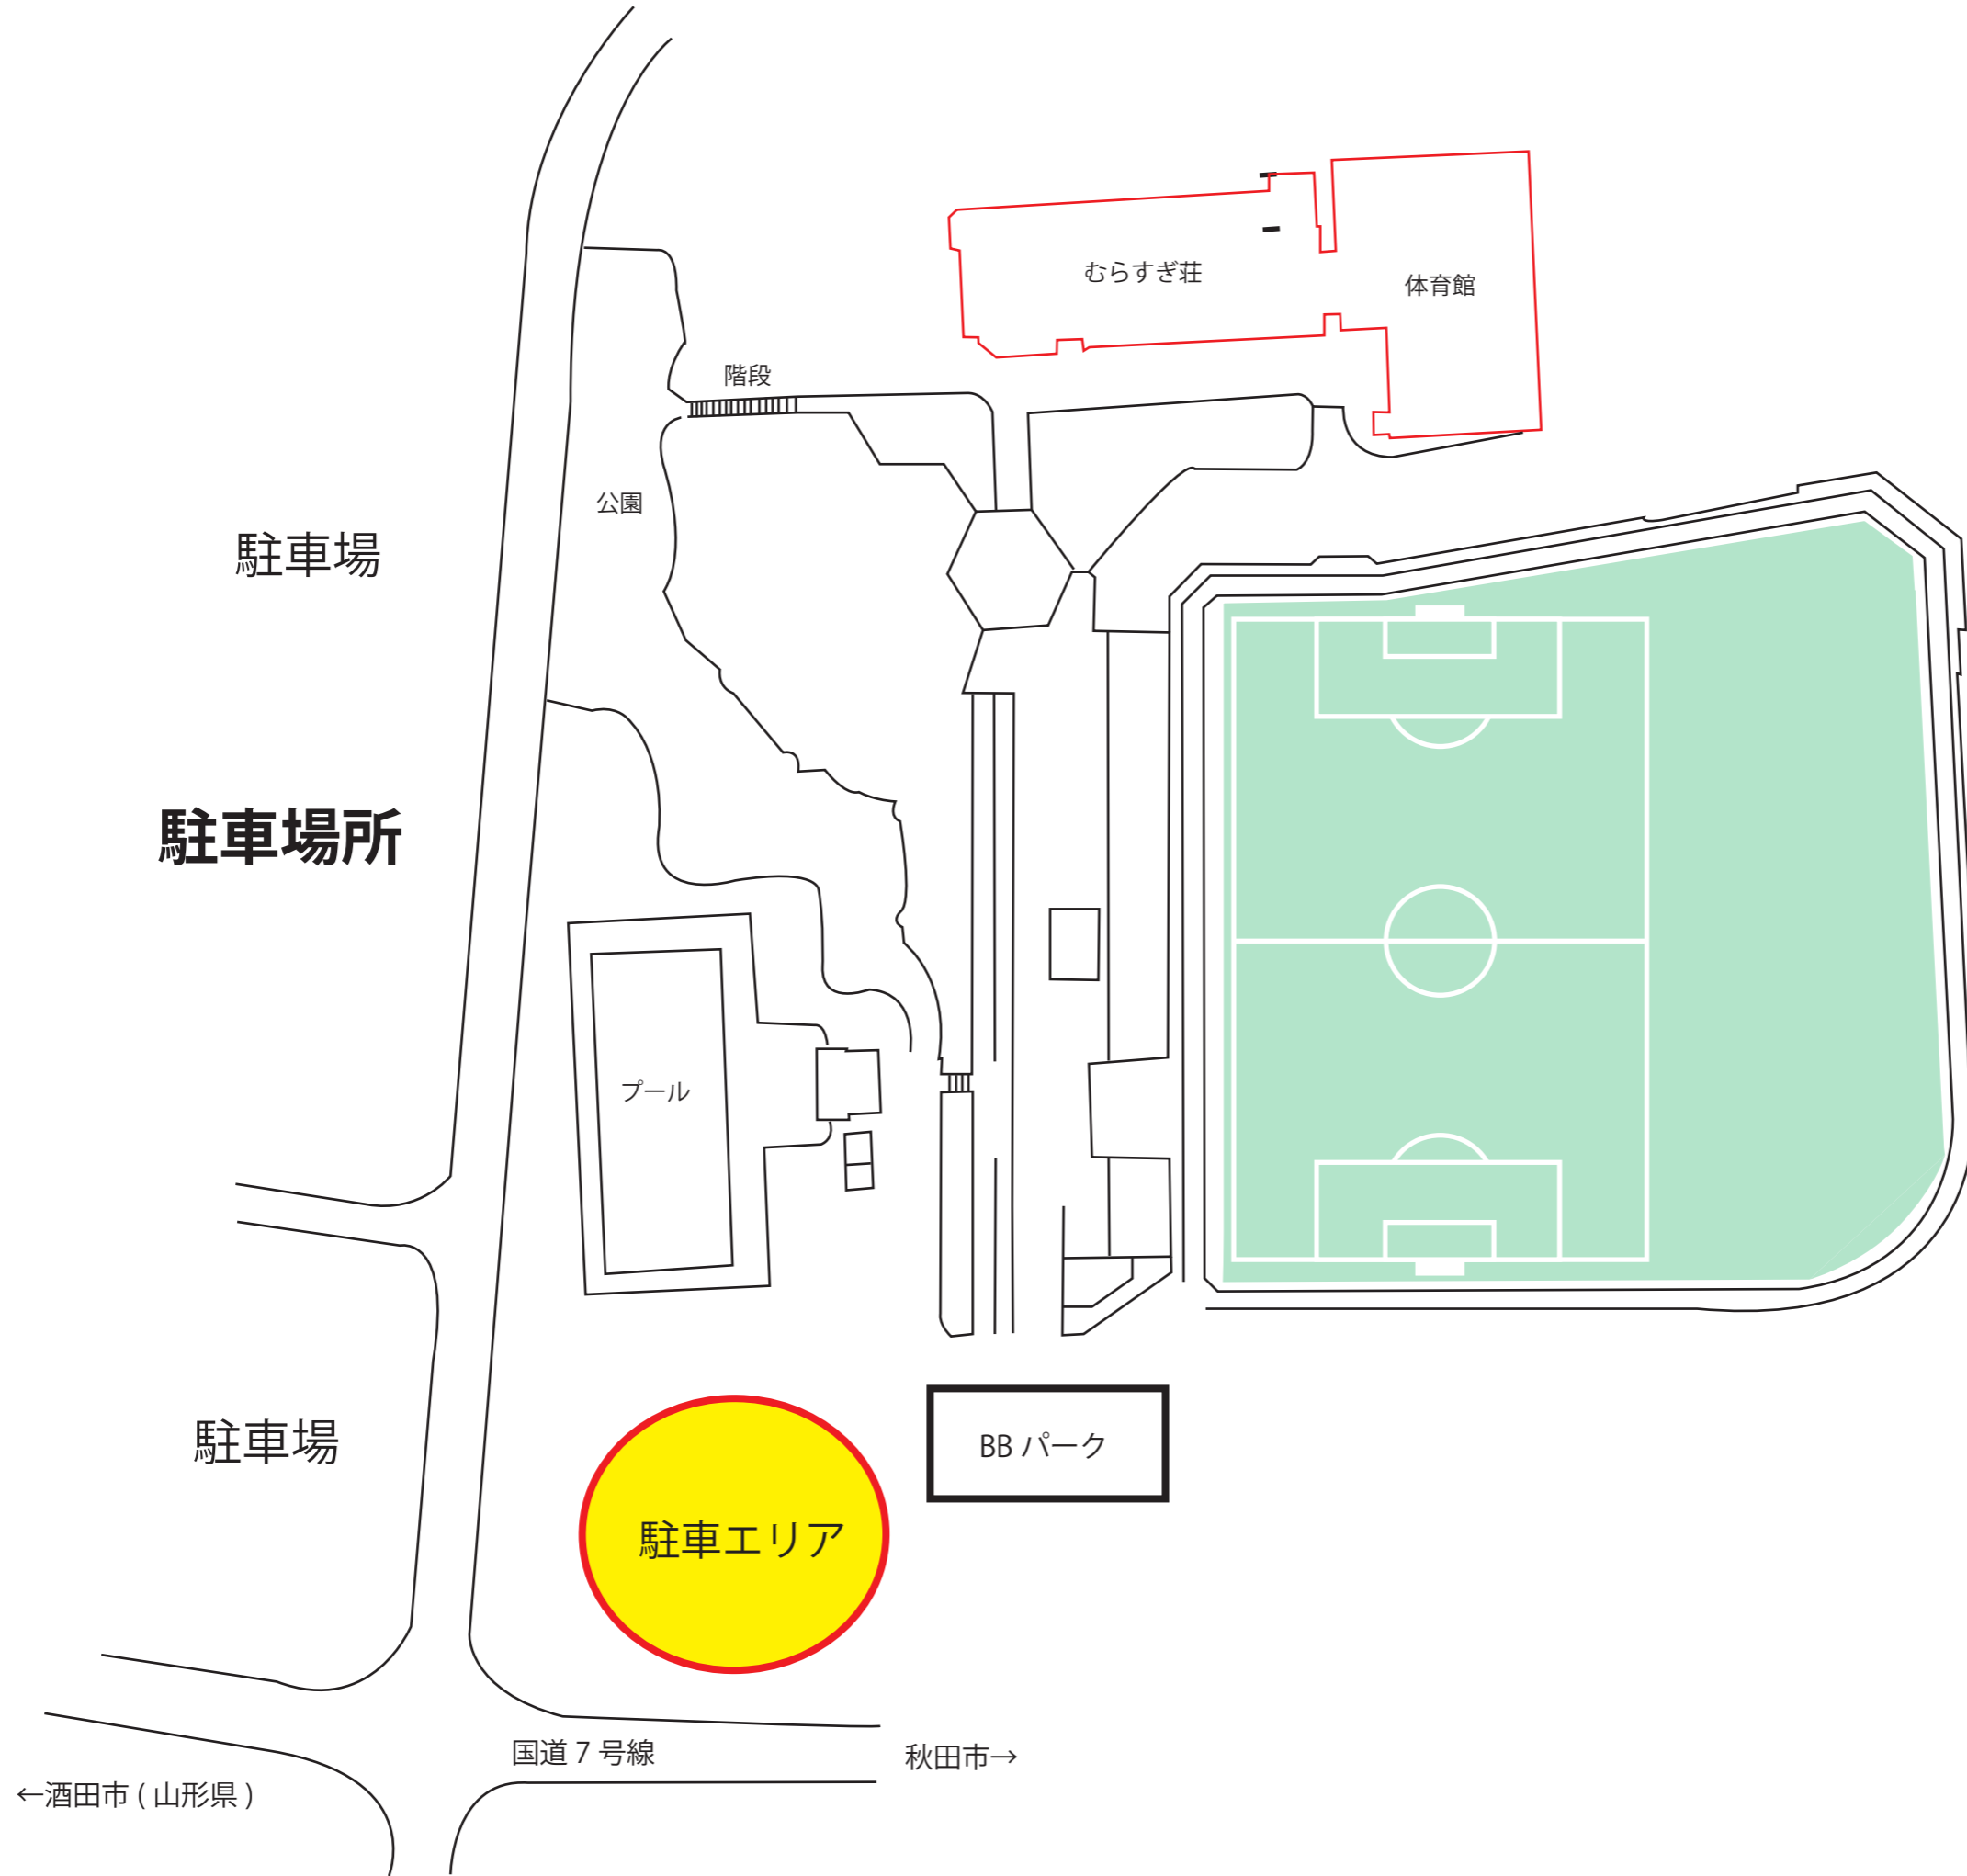 むらすぎ荘
体育館
階段
公園
駐車場
駐車場所
プール
駐車場
BB パーク
駐車エリア
国道 7 号線
秋田市→
←酒田市 ( 山形県 )